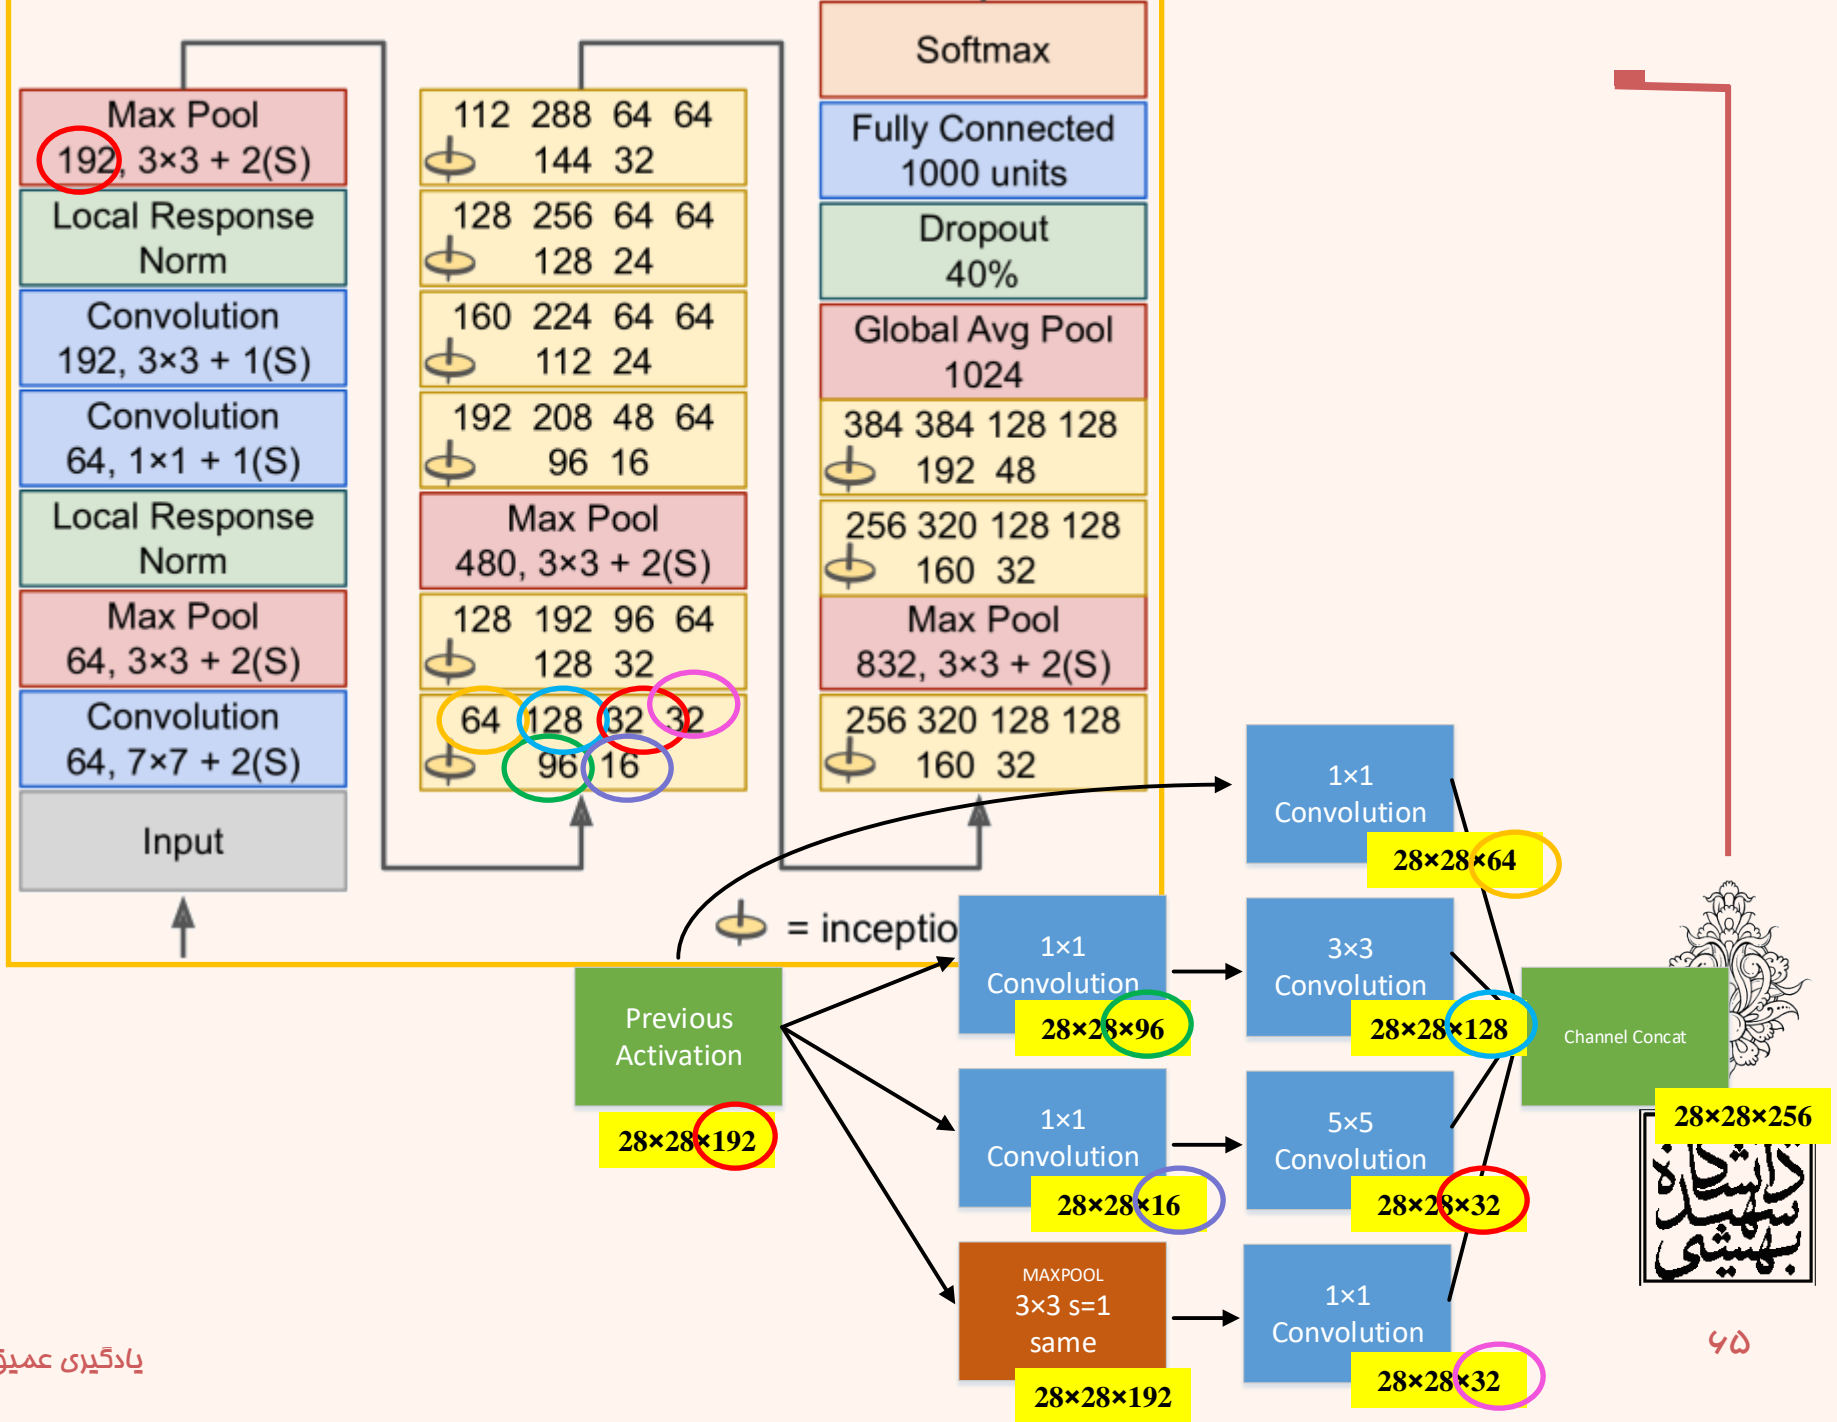 Max Pool
192, 3×3 + 2(S)
Local Response
Norm
Convolution
192, 3×3 + 1(S)
Convolution
64, 1×1 + 1(S)
Local Response
Norm
Max Pool
64, 3×3 + 2(S)
Convolution
64, 7×7 + 2(S)
Input
112 288 64 64
144 32
128 256 64 64
128 24
160 224 64 64
112 24
192 208 48 64
96 16
Max Pool
480, 3×3 + 2(S)
128 192 96 64
128 32
64 128 32 32
96 16
Softmax
Fully Connected
1000 units
Dropout
40%
Global Avg Pool
1024
384 384 128 128
192 48
256 320 128 128
160 32
Max Pool
832, 3×3 + 2(S)
256 320 128 128
160 32
= inceptio
Previous
Activation
28×28×192
1×1
Convolution
28×28×64
1×1
Convolution
28×28×96
3×3
Convolution
28×28×128
1×1
Convolution
28×28×16
5×5
Convolution
28×28×32
MAXPOOL
3×3 s=1
same
28×28×192
1×1
Convolution
28×28×32
Channel Concat
28×28×256
دانشگاه
شهید
بهشتی
یادگیری عمیق
۶۵